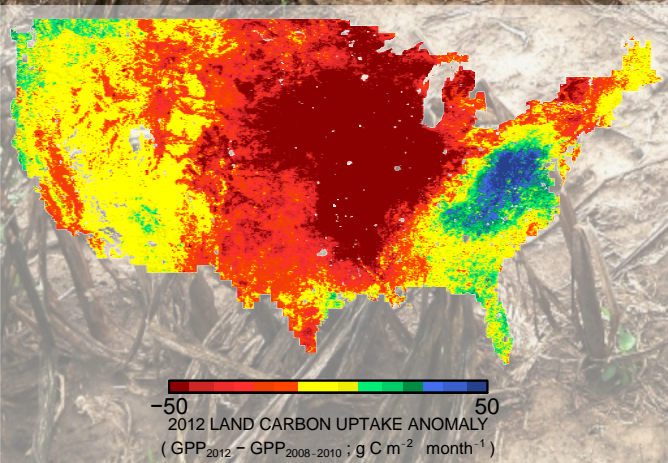 −50 50
2012 LAND CARBON UPTAKE ANOMALY
( GPP₂₀₁₂ − GPP₂₀₀₈₋₂₀₁₀ ; g C m⁻² month⁻¹ )